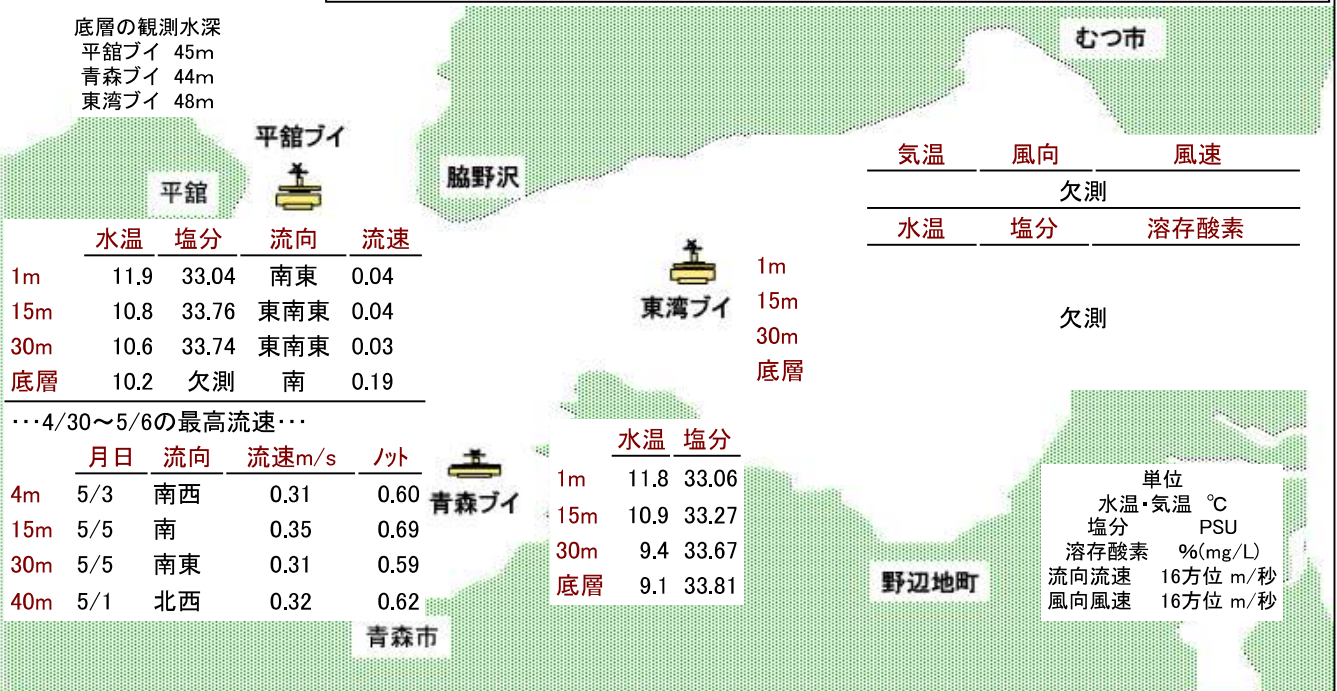 底層の観測水深
平舘ブイ 45m
青森ブイ 44m
東湾ブイ 48m
むつ市
平舘ブイ
平舘
脇野沢
水温 塩分 流向 流速
1m 11.9 33.04 南東 0.04
15m 10.8 33.76 東南東 0.04
30m 10.6 33.74 東南東 0.03
底層 10.2 欠測 南 0.19
･･･4/30～5/6の最高流速･･･
月日 流向 流速m/s ノット
4m 5/3 南西 0.31 0.60
15m 5/5 南 0.35 0.69
30m 5/5 南東 0.31 0.59
40m 5/1 北西 0.32 0.62
気温 風向 風速
欠測
水温 塩分 溶存酸素
東湾ブイ
1m
15m
30m
底層
欠測
青森ブイ
水温 塩分
1m 11.8 33.06
15m 10.9 33.27
30m 9.4 33.67
底層 9.1 33.81
青森市
野辺地町
単位
水温･気温 ℃
塩分 PSU
溶存酸素 %(mg/L)
流向流速 16方位 m/秒
風向風速 16方位 m/秒